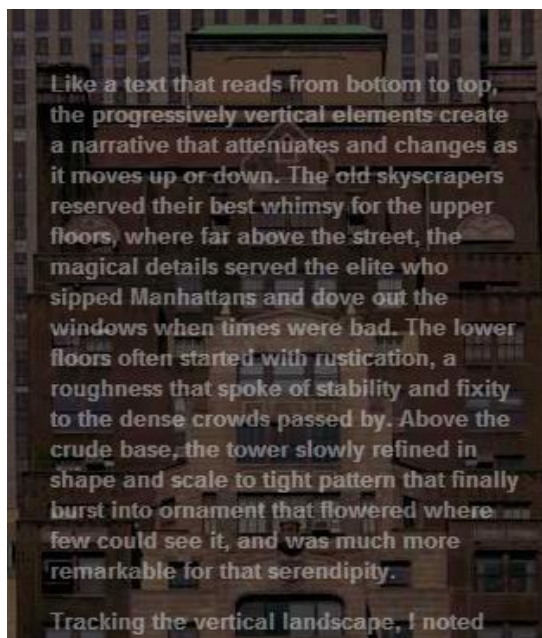 Like a text that reads from bottom to top,
the progressively vertical elements create
a narrative that attenuates and changes as
it moves up or down. The old skyscrapers
reserved their best whimsy for the upper
floors, where far above the street, the
magical details served the elite who
sipped Manhattans and dove out the
windows when times were bad. The lower
floors often started with rustication, a
roughness that spoke of stability and fixity
to the dense crowds passed by. Above the
crude base, the tower slowly refined in
shape and scale to tight pattern that finally
burst into ornament that flowered where
few could see it, and was much more
remarkable for that serendipity.
Tracking the vertical landscape, I noted